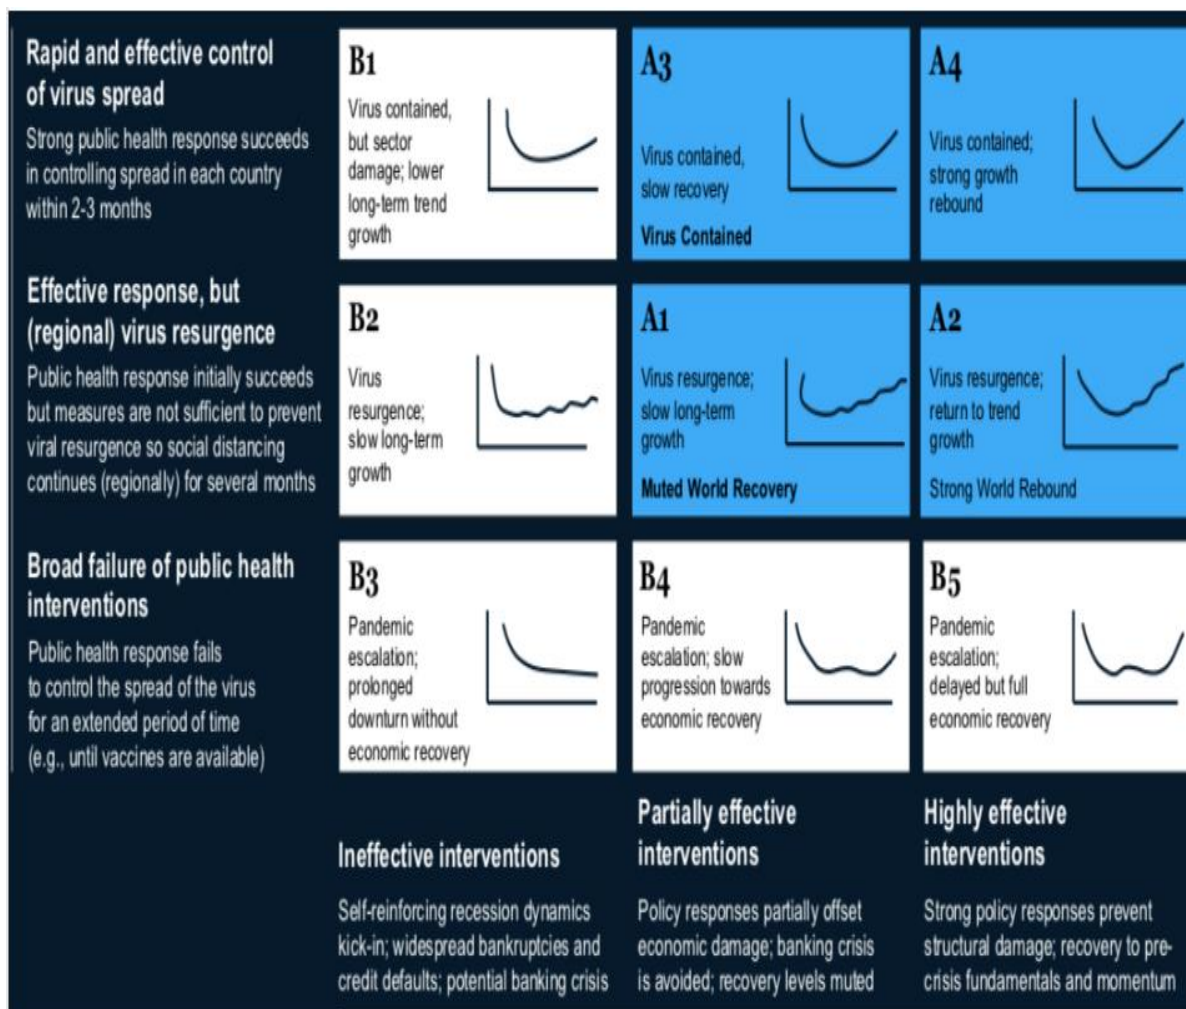 Rapid and effective control
of virus spread
Strong public health response succeeds
in controlling spread in each country
within 2-3 months
B1
Virus contained,
but sector
damage; lower
long-term trend
growth
A3
Virus contained,
slow recovery
Virus Contained
A4
Virus contained;
strong growth
rebound
Effective response, but
(regional) virus resurgence
Public health response initially succeeds
but measures are not sufficient to prevent
viral resurgence so social distancing
continues (regionally) for several months
B2
Virus
resurgence;
slow long-term
growth
A1
Virus resurgence;
slow long-term
growth
Muted World Recovery
A2
Virus resurgence;
return to trend
growth
Strong World Rebound
Broad failure of public health
interventions
Public health response fails
to control the spread of the virus
for an extended period of time
(e.g., until vaccines are available)
B3
Pandemic
escalation;
prolonged
downturn without
economic recovery
B4
Pandemic
escalation; slow
progression towards
economic recovery
B5
Pandemic
escalation;
delayed but full
economic recovery
Ineffective interventions
Self-reinforcing recession dynamics
kick-in; widespread bankruptcies and
credit defaults; potential banking crisis
Partially effective
interventions
Policy responses partially offset
economic damage; banking crisis
is avoided; recovery levels muted
Highly effective
interventions
Strong policy responses prevent
structural damage; recovery to pre-
crisis fundamentals and momentum